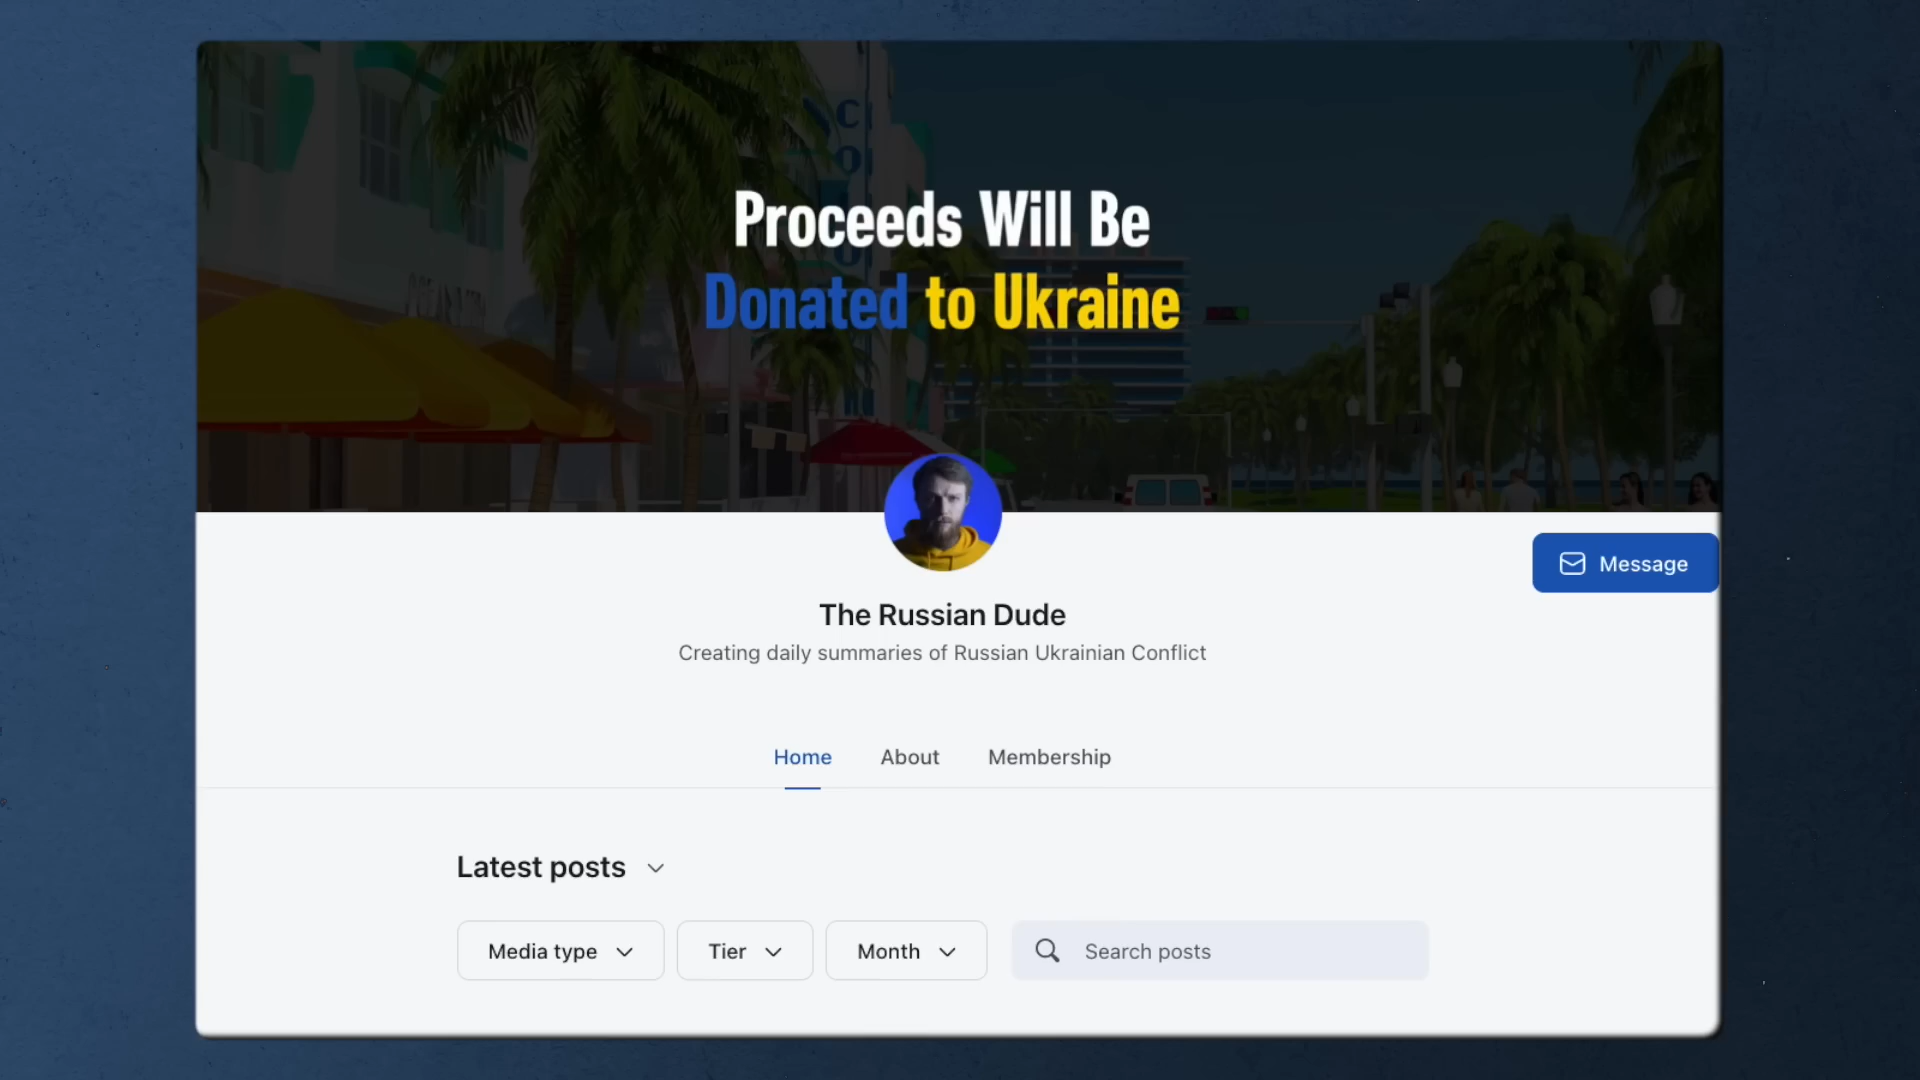 Proceeds Will Be
Donated to Ukraine
Message
The Russian Dude
Creating daily summaries of Russian Ukrainian Conflict
Home About Membership
Latest posts
Media type Tier Month Search posts